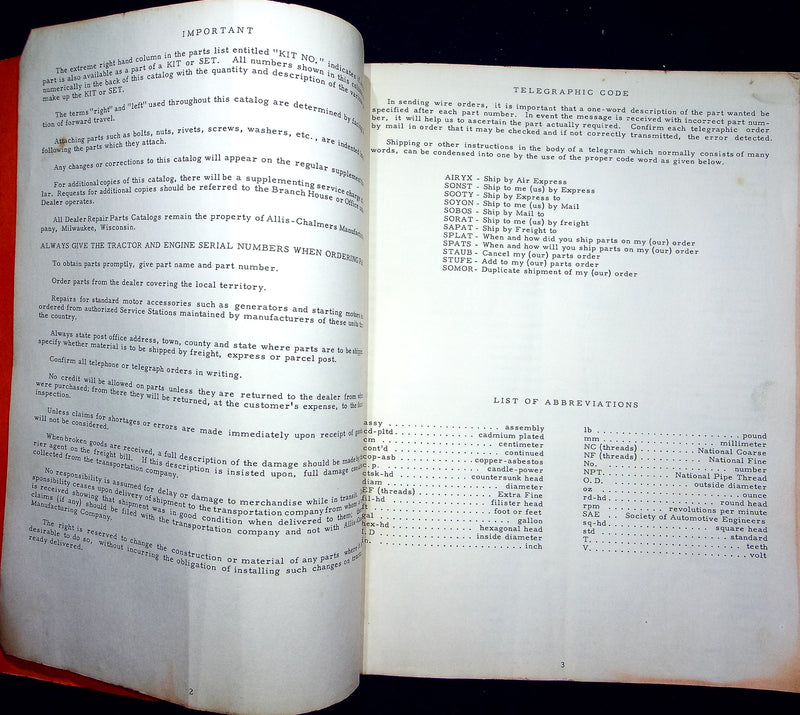 IMPORTANT
The extreme right hand column in the parts list entitled "KIT NO." indicates
part is also available as a part of a KIT or SET. All numbers shown in this
numerically in the back of this catalog with the quantity and description of the
make up the KIT or SET.
The terms "right" and "left" used throughout this catalog are determined by
tion of forward travel.
Attaching parts such as bolts, nuts, rivets, screws, washers, etc., are indented
following the parts which they attach.
Any changes or corrections to this catalog will appear on the regular
For additional copies of this catalog, there will be a supplementing service
lar. Requests for additional copies should be referred to the Branch House or Office
Dealer operates.
All Dealer Repair Parts Catalogs remain the property of Allis-Chalmers
pany, Milwaukee, Wisconsin.
ALWAYS GIVE THE TRACTOR AND ENGINE SERIAL NUMBERS WHEN ORDERING
To obtain parts promptly, give part name and part number.
Order parts from the dealer covering the local territory.
Repairs for standard motor accessories such as generators and starting motors
ordered from authorized Service Stations maintained by manufacturers of these units
the country.
Always state post office address, town, county and state where parts are to be
specify whether material is to be shipped by freight, express or parcel post.
Confirm all telephone or telegraph orders in writing.
No credit will be allowed on parts unless they are returned to the dealer from
were purchased; from there they will be returned, at the customer's expense, to the
inspection.
Unless claims for shortages or errors are made immediately upon receipt of
will not be considered.
When broken goods are received, a full description of the damage should be made
rier agent on the freight bill. If this description is insisted upon, full damage
collected from the transportation company.
No responsibility is assumed for delay or damage to merchandise while in transit.
sponsibility ceases upon delivery of shipment to the transportation company from
is received showing that shipment was in good condition when delivered to them;
claims (if any) should be filed with the transportation company and not with
Manufacturing Company.
The right is reserved to change the construction or material of any parts
desirable to do so, without incurring the obligation of installing such changes on
ready delivered.
2
TELEGRAPHIC CODE
In sending wire orders, it is important that a one-word description of the part wanted be
specified after each part number. In event the message is received with incorrect part num-
ber, it will help us to ascertain the part actually required. Confirm each telegraphic order
by mail in order that it may be checked and if not correctly transmitted, the error detected.
Shipping or other instructions in the body of a telegram which normally consists of many
words, can be condensed into one by the use of the proper code word as given below.
AIRYX - Ship by Air Express
SONST - Ship to me (us) by Express
SOOTY - Ship by Express to
SOYON - Ship to me (us) by Mail
SOBOS - Ship by Mail to
SORAT - Ship to me (us) by freight
SAPAT - Ship by Freight to
SPLAT - When and how did you ship parts on my (our) order
SPATS - When and how will you ship parts on my (our) order
STAUB - Cancel my (our) parts order
STUFE - Add to my (our) parts order
SOMOR - Duplicate shipment of my (our) order
LIST OF ABBREVIATIONS
assy . . . . . . . . . . assembly
cd-pltd . . . . . . . . . . cadmium plated
cm . . . . . . . . . . centimeter
cont'd . . . . . . . . . . continued
cop-asb . . . . . . . . . . copper-asbestos
c.p. . . . . . . . . . . candle-power
ctsk-hd . . . . . . . . . . countersunk head
diam . . . . . . . . . . diameter
EF (threads) . . . . . . . . . . Extra Fine
fil-hd . . . . . . . . . . fillister head
ft . . . . . . . . . . foot or feet
gal . . . . . . . . . . gallon
hex-hd . . . . . . . . . . hexagonal head
I.D . . . . . . . . . . inside diameter
in. . . . . . . . . . . inch
lb . . . . . . . . . . pound
mm . . . . . . . . . . millimeter
NC (threads) . . . . . . . . . . National Coarse
NF (threads) . . . . . . . . . . National Fine
No. . . . . . . . . . . number
NPT. . . . . . . . . . . National Pipe Thread
O. D. . . . . . . . . . . outside diameter
oz . . . . . . . . . . ounce
rd-hd . . . . . . . . . . round head
rpm . . . . . . . . . . revolutions per minute
SAE . . . Society of Automotive Engineers
sq-hd . . . . . . . . . . square head
std . . . . . . . . . . standard
T. . . . . . . . . . . teeth
V. . . . . . . . . . . volt
3